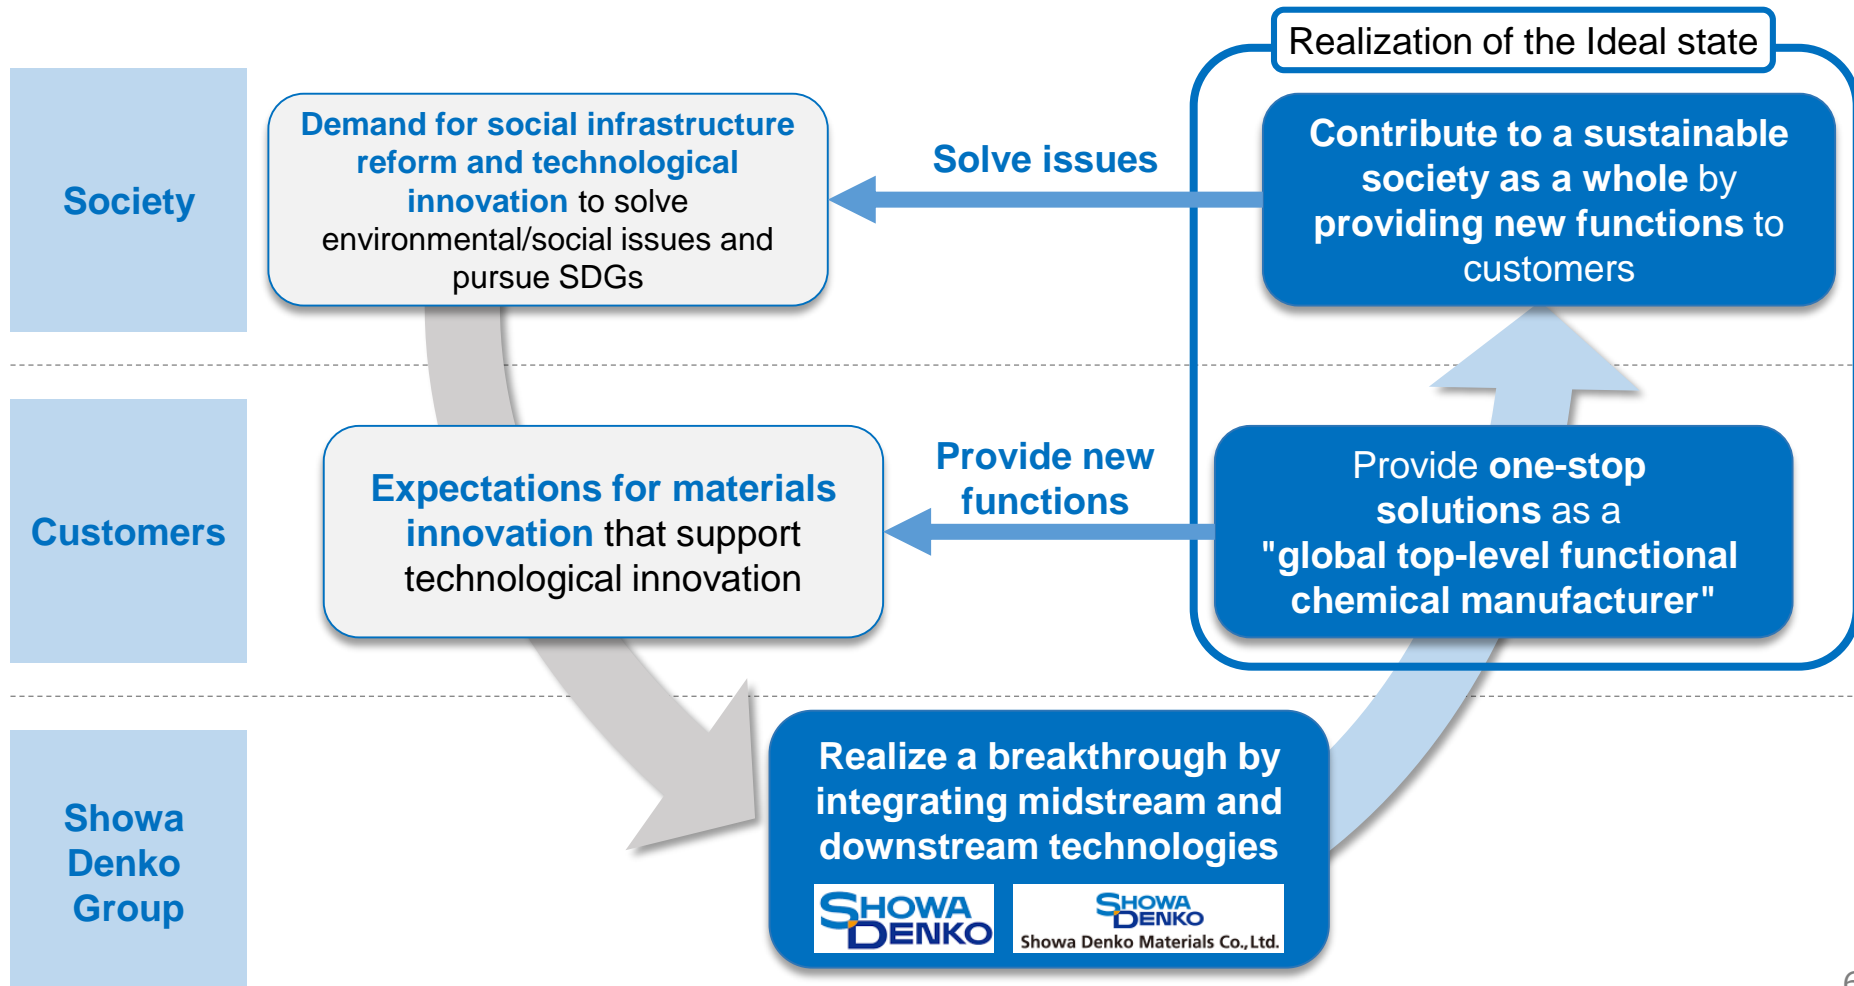 Realization of the Ideal state
Society
Demand for social infrastructure
reform and technological
innovation to solve
environmental/social issues and
pursue SDGs
Solve issues
Contribute to a sustainable
society as a whole by
providing new functions to
customers
Customers
Expectations for materials
innovation that support
technological innovation
Provide new
functions
Provide one-stop
solutions as a
"global top-level functional
chemical manufacturer"
Showa
Denko
Group
Realize a breakthrough by
integrating midstream and
downstream technologies
SHOWA
DENKO
SHOWA
DENKO
Showa Denko Materials Co., Ltd.
6